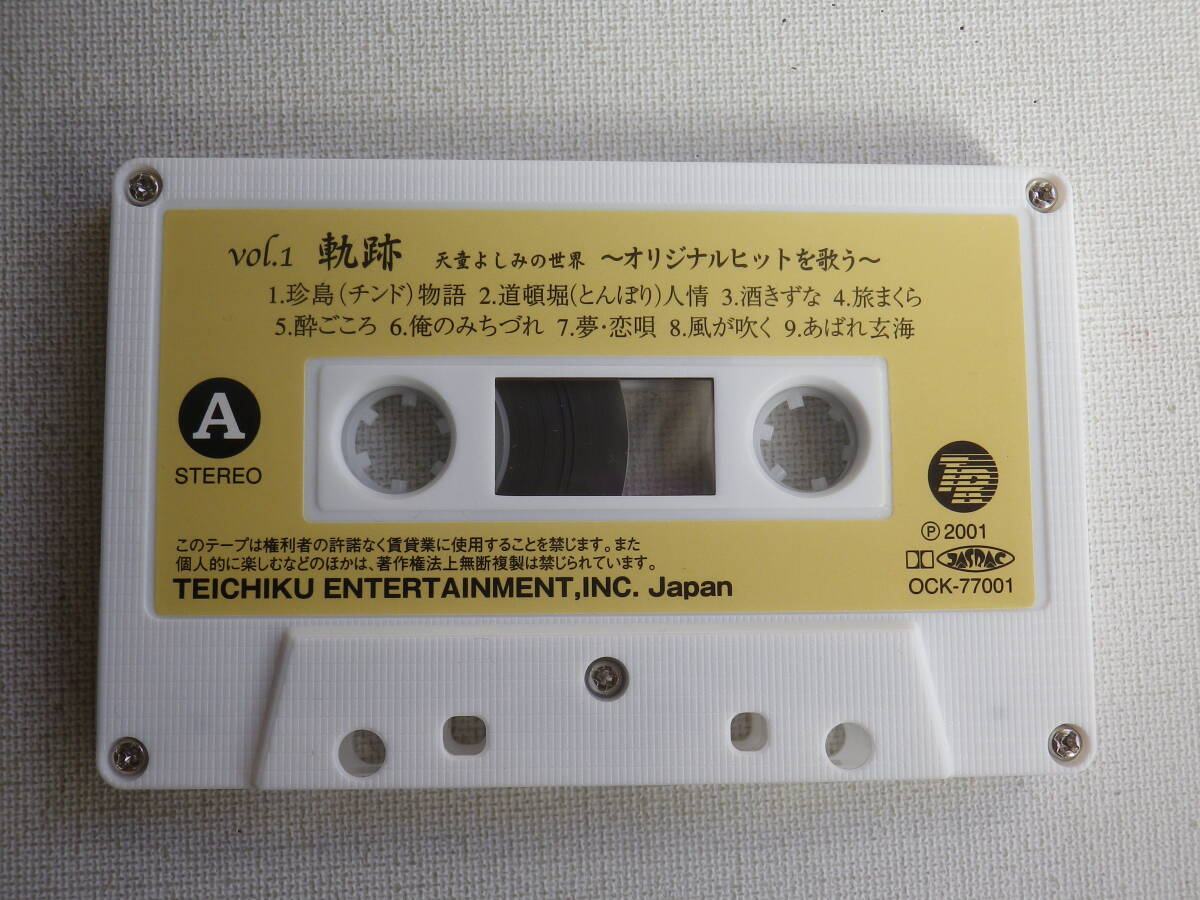 vol.1 軌跡 天童よしみの世界 〜オリジナルヒットを歌う〜
1.珍島(チンド)物語 2.道頓堀(とんぼり)人情 3.酒きずな 4.旅まくら
5.酔ごころ 6.俺のみちづれ 7.夢・恋唄 8.風が吹く 9.あばれ玄海
A
STEREO
TEICHIKU
Ⓟ2001
JASRAC
OCK-77001
このテープは権利者の許諾なく賃貸業に使用することを禁じます。また
個人的に楽しむなどのほかは、著作権法上無断複製は禁じられています。
TEICHIKU ENTERTAINMENT,INC. Japan